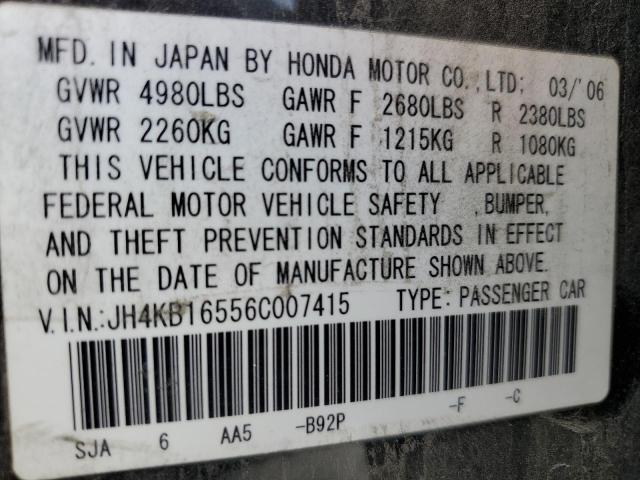 MFD. IN JAPAN BY HONDA MOTOR CO.,LTD; 03/'06
GVWR 4980LBS GAWR F 2680LBS R 2380LBS
GVWR 2260KG GAWR F 1215KG R 1080KG
THIS VEHICLE CONFORMS TO ALL APPLICABLE
FEDERAL MOTOR VEHICLE SAFETY ,BUMPER,
AND THEFT PREVENTION STANDARDS IN EFFECT
ON THE DATE OF MANUFACTURE SHOWN ABOVE.
V.I.N.:JH4KB16556C007415 TYPE: PASSENGER CAR
SJA 6 AA5 -B92P -F -C